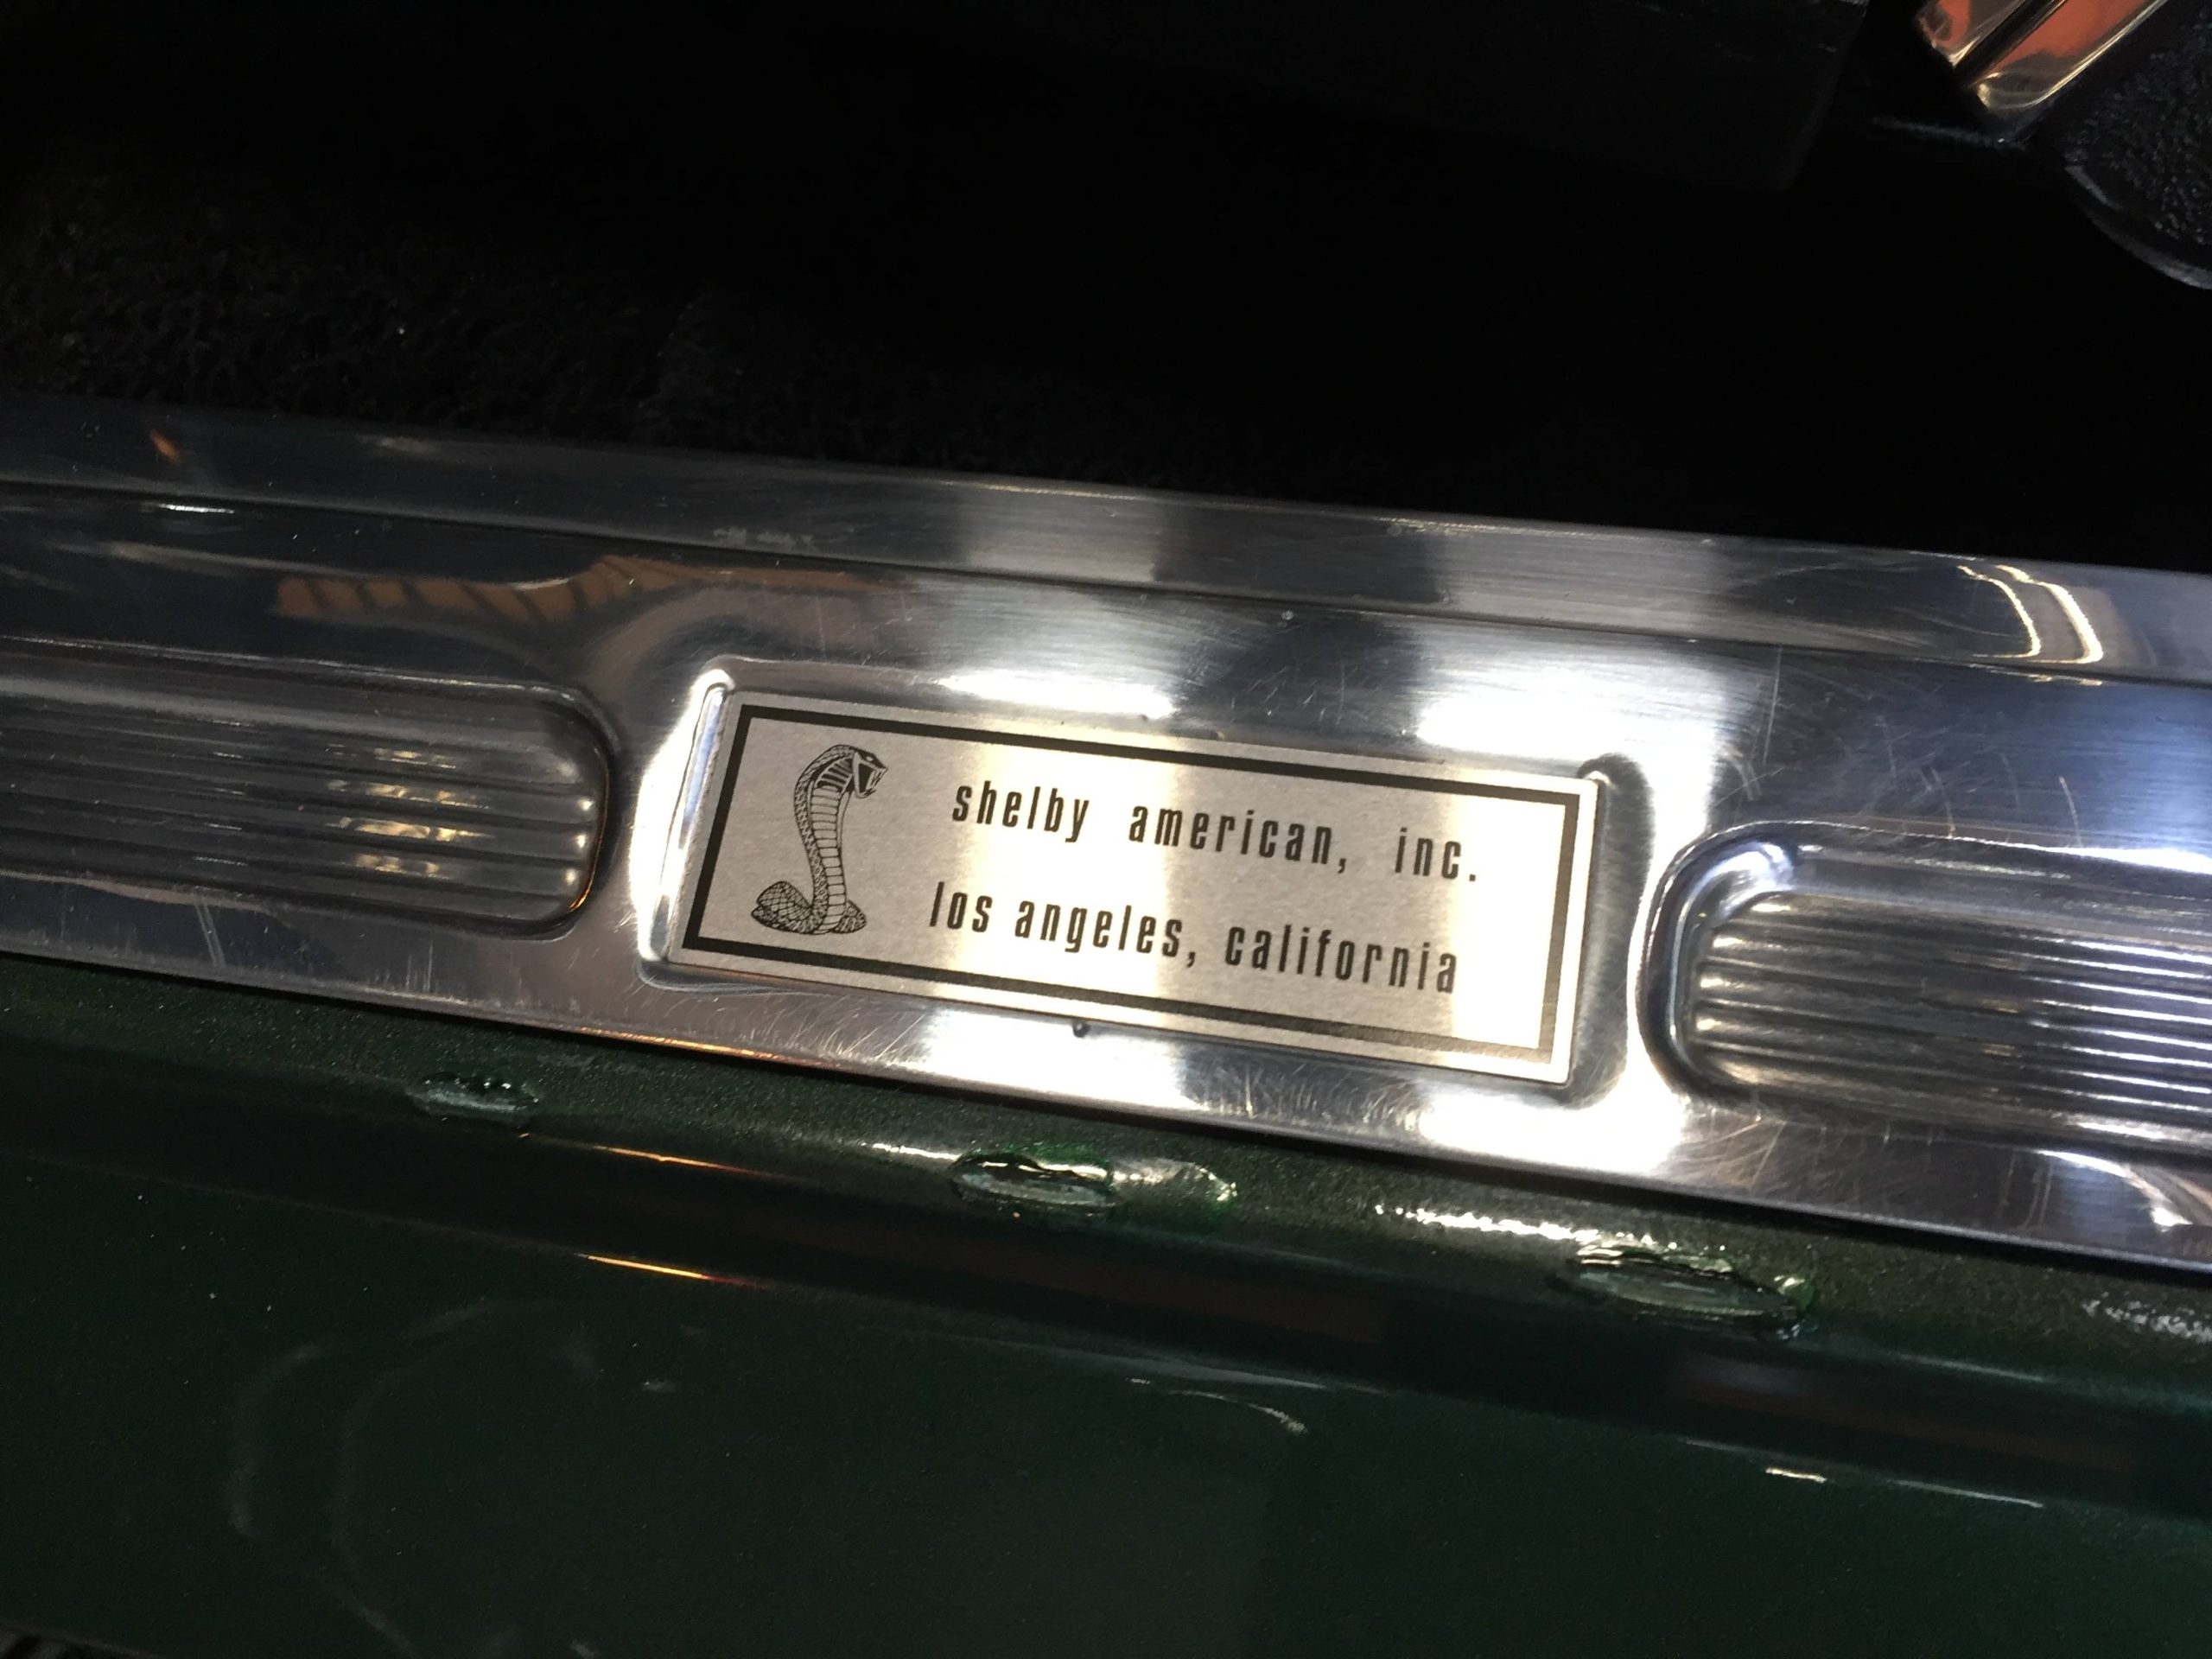 shelby american, inc.
los angeles, california